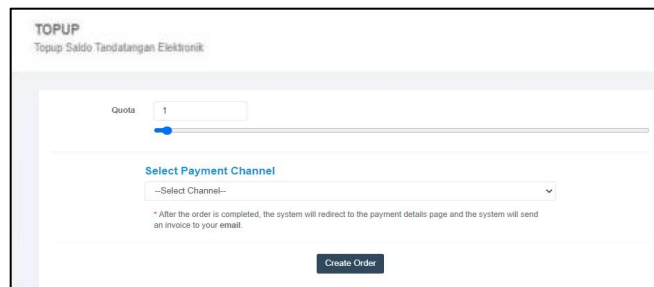 TOPUP
Topup Saldo Tandatangan Elektronik
Quota 1
Select Payment Channel
--Select Channel--
* After the order is completed, the system will redirect to the payment details page and the system will send
an invoice to your email.
Create Order